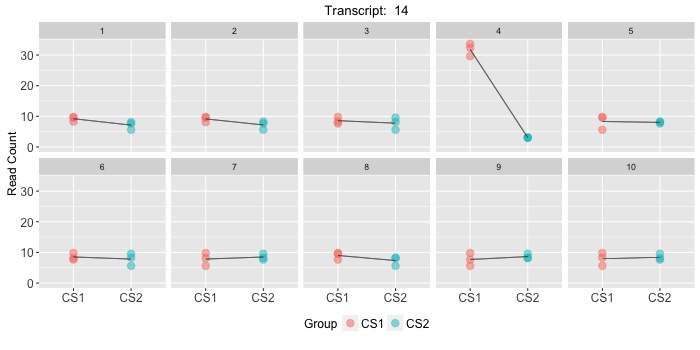 Transcript: 14
1 2 3 4 5
30
20
10
0
Read Count
6 7 8 9 10
30
20
10
0
CS1 CS2 CS1 CS2 CS1 CS2 CS1 CS2 CS1 CS2
Group CS1 CS2